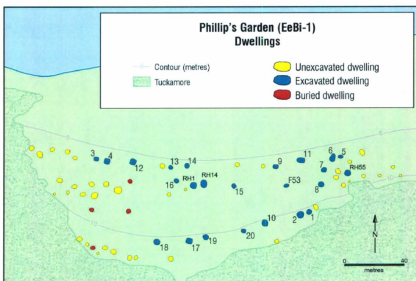 Phillip's Garden (EeBi-1)
Dwellings
Contour (metres)
Tuckamore
Unexcavated dwelling
Excavated dwelling
Buried dwelling
3
4
12
13
14
9
11
6
5
7
RH55
16
RH1
RH14
15
F53
8
10
2
1
20
19
17
18
N
0
40
metres